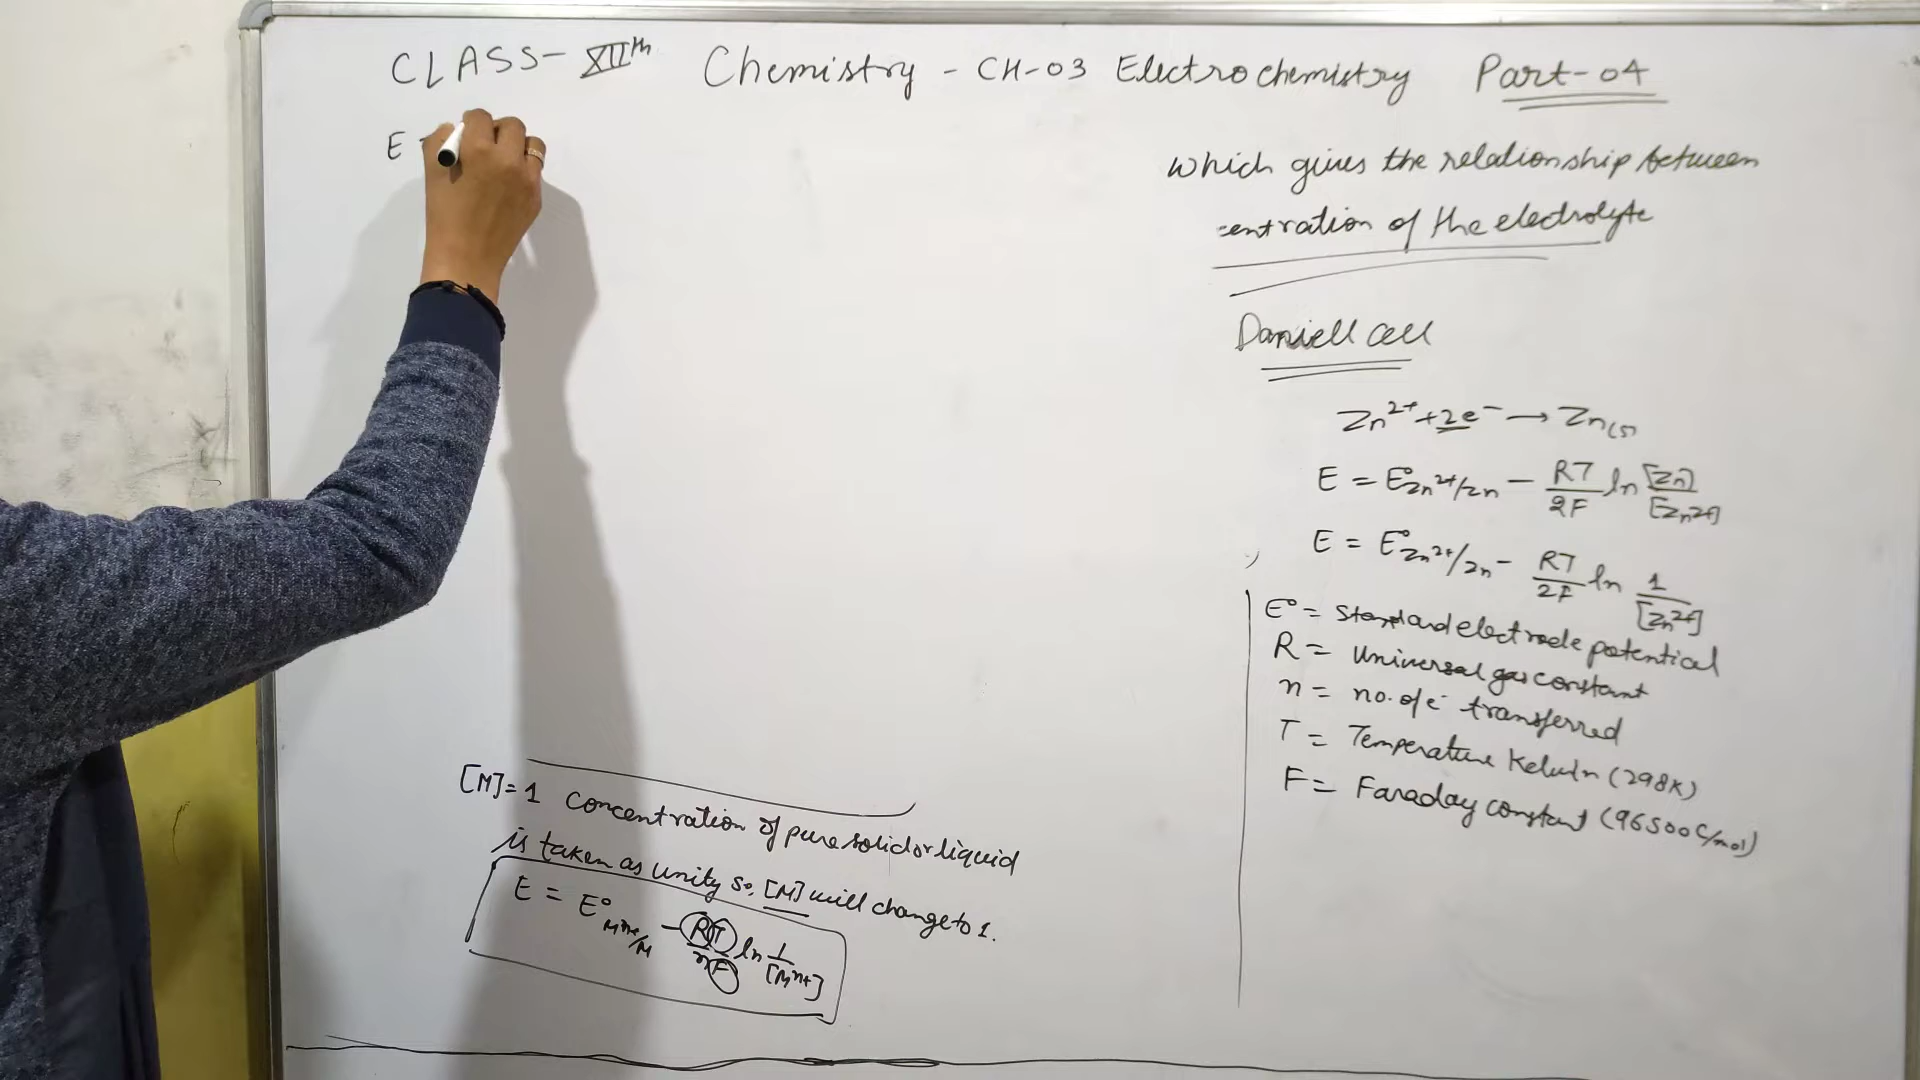 CLASS- XIIth Chemistry - CH-03 Electrochemistry Part-04
E
which gives the relationship between
centration of the electrolyte
Daniell cell
Zn²⁺ + 2e⁻ → Zn(s)
E = E°Zn²⁺/Zn - RT/2F ln [Zn]/[Zn²⁺]
E = E°Zn²⁺/Zn - RT/2F ln 1/[Zn²⁺]
E° = Standard electrode potential
R = Universal gas constant
n = no. of e⁻ transferred
T = Temperature Kelvin (298K)
F = Faraday constant (96500C/mol)
[M] = 1 Concentration of pure solid or liquid
is taken as unity so, [M] will change to 1.
E = E°Mⁿ⁺/M - RT/nF ln 1/[Mⁿ⁺]